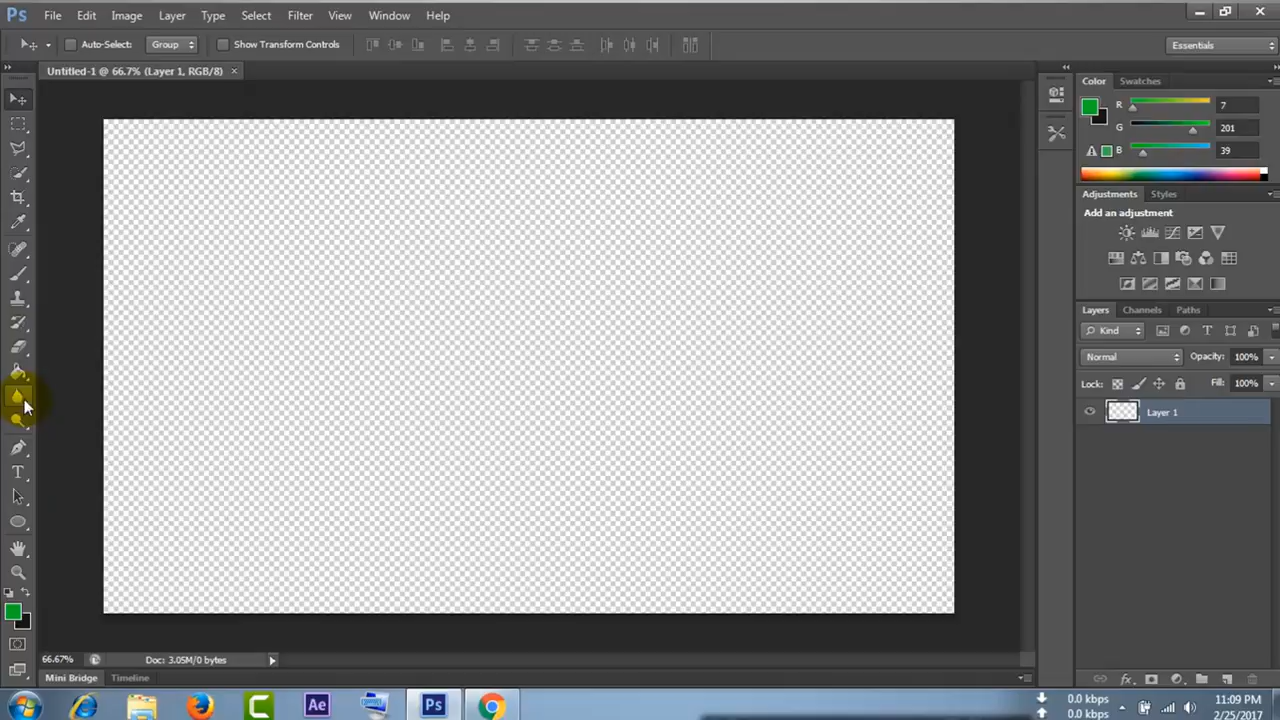 Ps File Edit Image Layer Type Select Filter View Window Help
Auto-Select: Group Show Transform Controls Essentials
Untitled-1 @ 66.7% (Layer 1, RGB/8) ×
Color Swatches
R 7
G 201
B 39
Adjustments Styles
Add an adjustment
Layers Channels Paths
Kind
Normal Opacity: 100%
Lock: Fill: 100%
Layer 1
T
66.67% Doc: 3.05M/0 bytes
Mini Bridge Timeline
Ae Ps
0.0 kbps 11:09 PM
0.0 kbps 2/25/2017